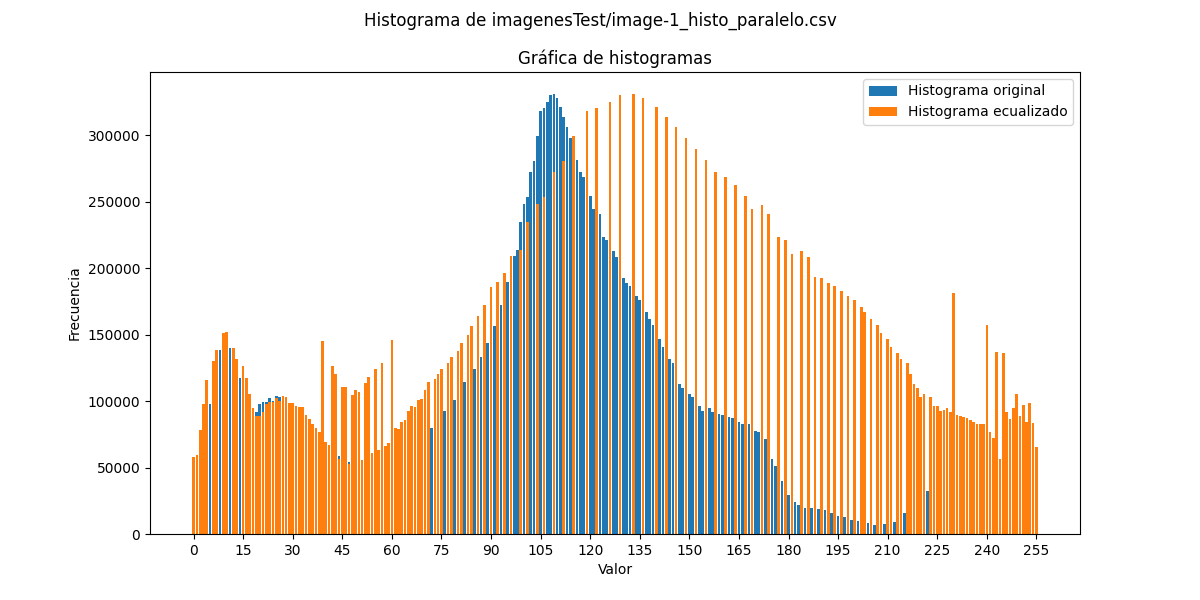 Histograma de imagenesTest/image-1_histo_paralelo.csv
Gráfica de histogramas
Histograma original
Histograma ecualizado
Frecuencia
300000
250000
200000
150000
100000
50000
0
0 15 30 45 60 75 90 105 120 135 150 165 180 195 210 225 240 255
Valor